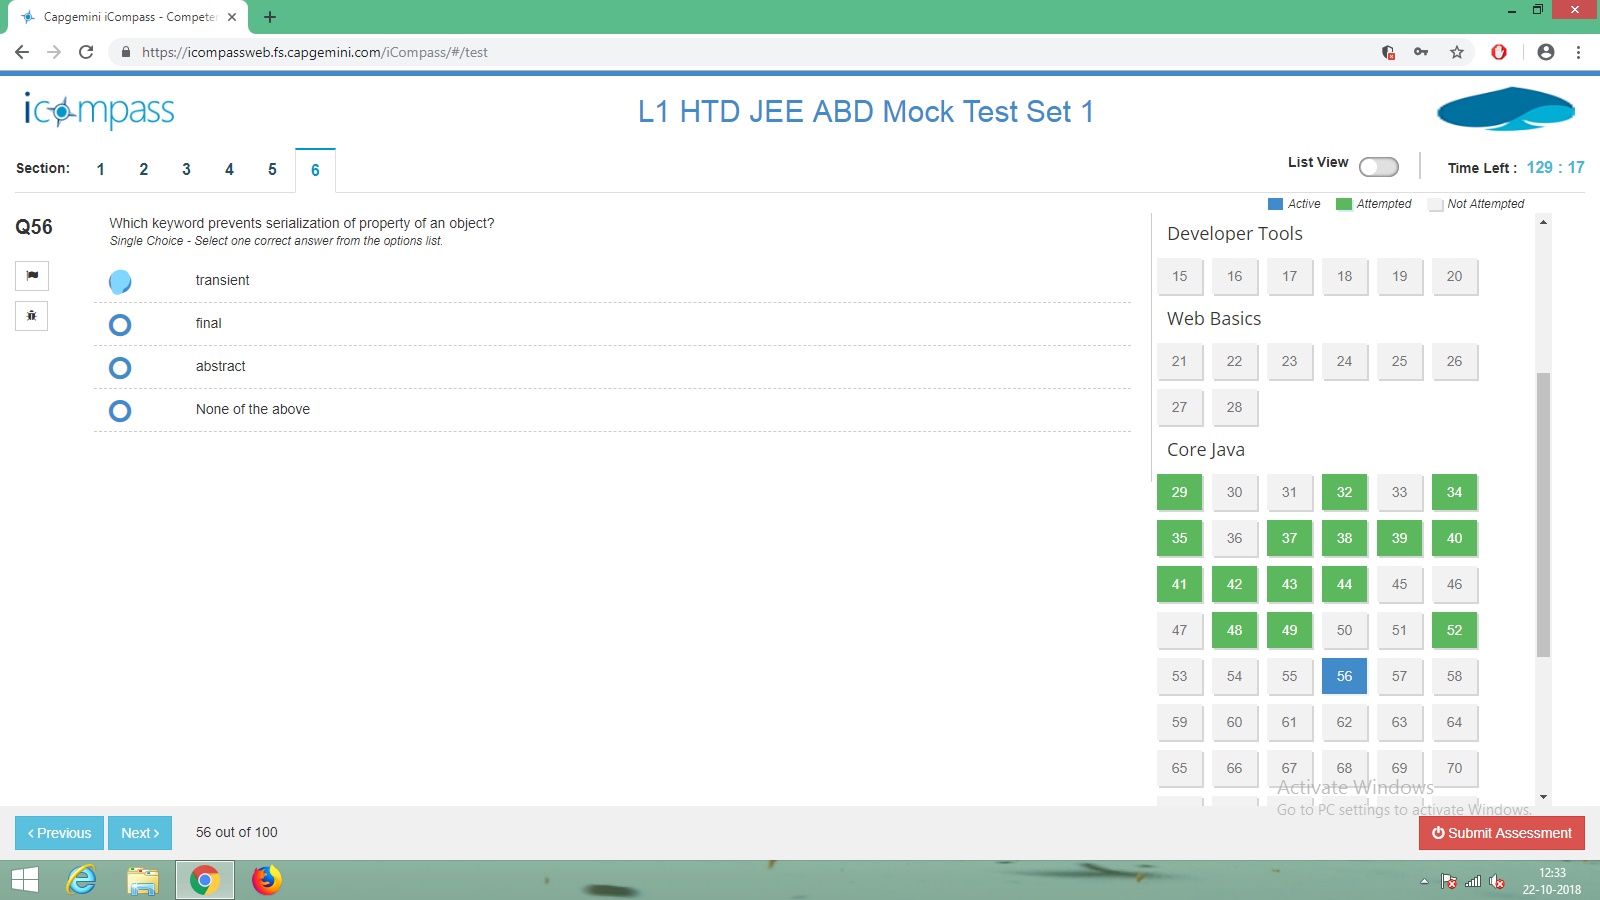 Capgemini iCompass - Competen
https://icompassweb.fs.capgemini.com/iCompass/#/test
icompass
L1 HTD JEE ABD Mock Test Set 1
Section: 1 2 3 4 5 6
List View
Time Left : 129 : 17
Active Attempted Not Attempted
Q56
Which keyword prevents serialization of property of an object?
Single Choice - Select one correct answer from the options list.
transient
final
abstract
None of the above
Developer Tools
15 16 17 18 19 20
Web Basics
21 22 23 24 25 26
27 28
Core Java
29 30 31 32 33 34
35 36 37 38 39 40
41 42 43 44 45 46
47 48 49 50 51 52
53 54 55 56 57 58
59 60 61 62 63 64
65 66 67 68 69 70
Activate Windows
Go to PC settings to activate Windows.
Previous Next 56 out of 100
Submit Assessment
12:33
22-10-2018